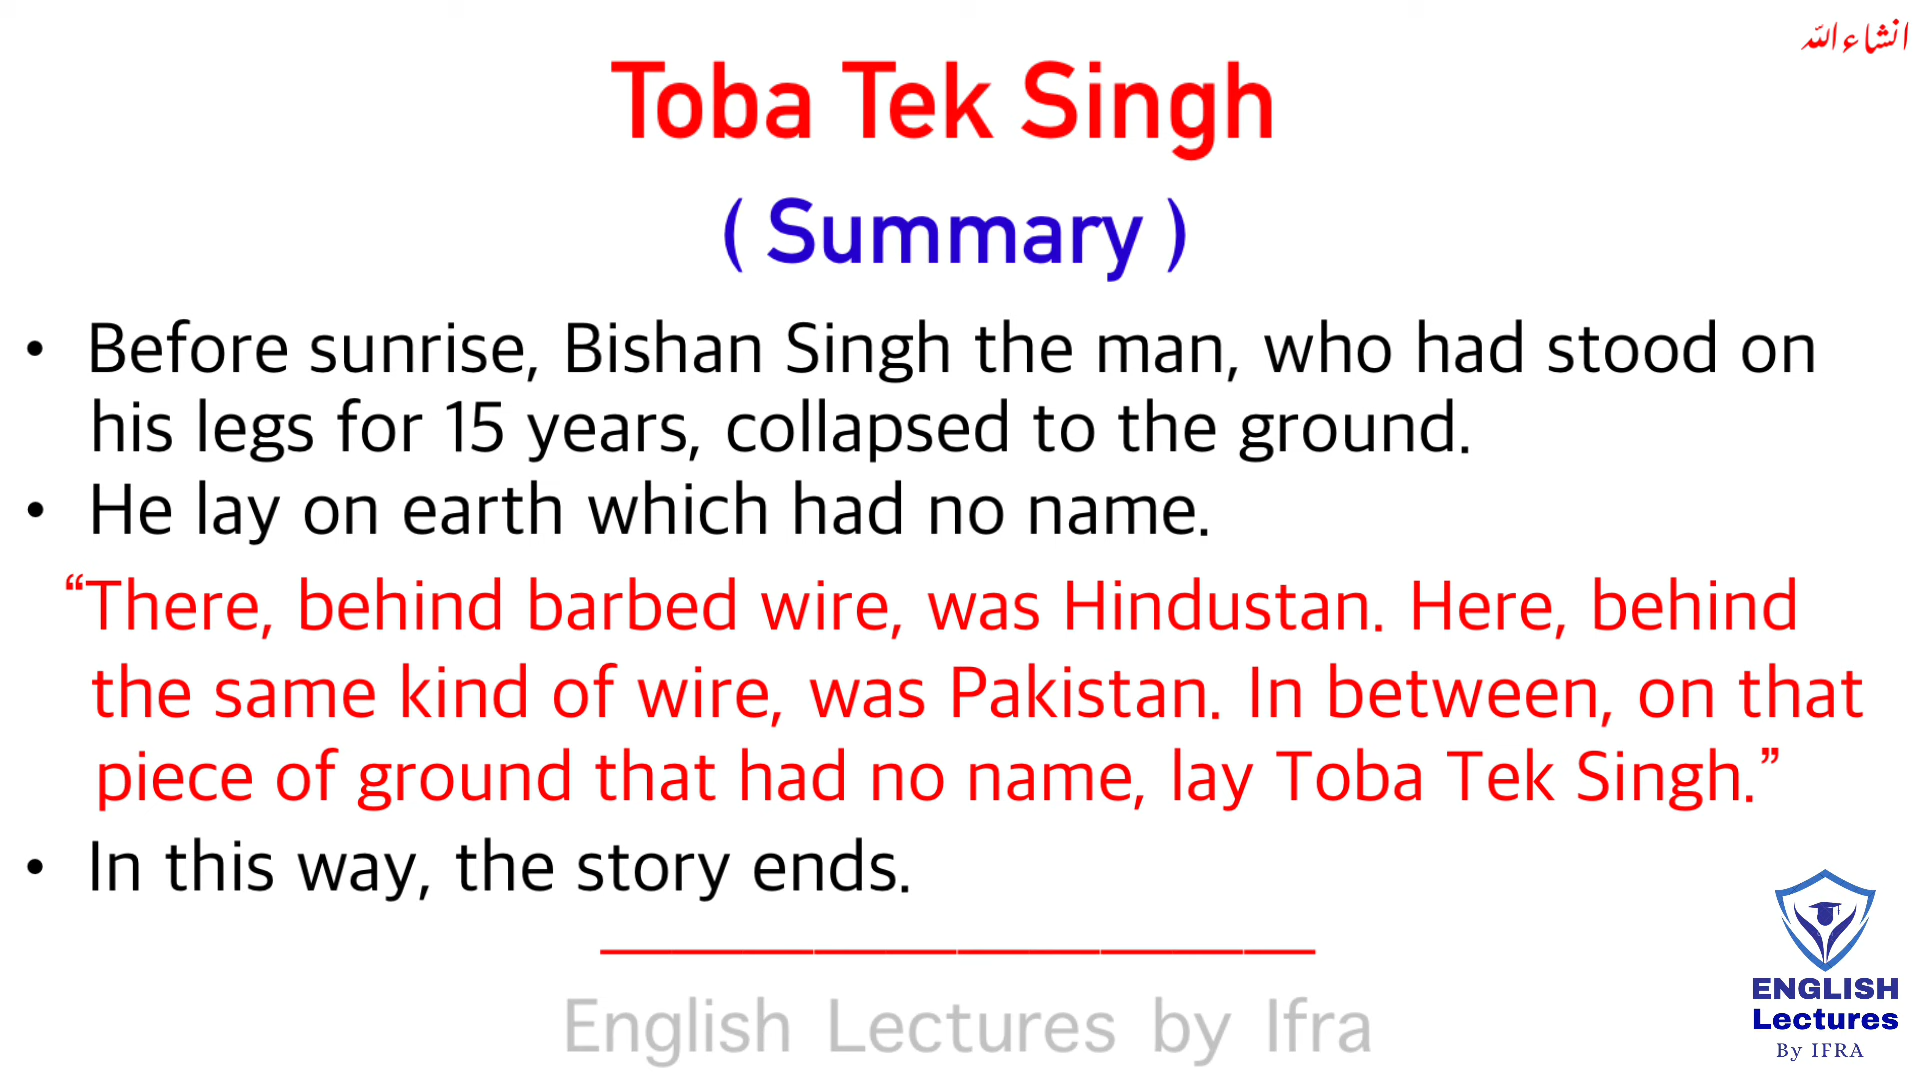 انشاءاللہ
Toba Tek Singh
( Summary )
• Before sunrise, Bishan Singh the man, who had stood on
his legs for 15 years, collapsed to the ground.
• He lay on earth which had no name.
“There, behind barbed wire, was Hindustan. Here, behind
the same kind of wire, was Pakistan. In between, on that
piece of ground that had no name, lay Toba Tek Singh.”
• In this way, the story ends.
English Lectures by Ifra
ENGLISH
Lectures
By IFRA